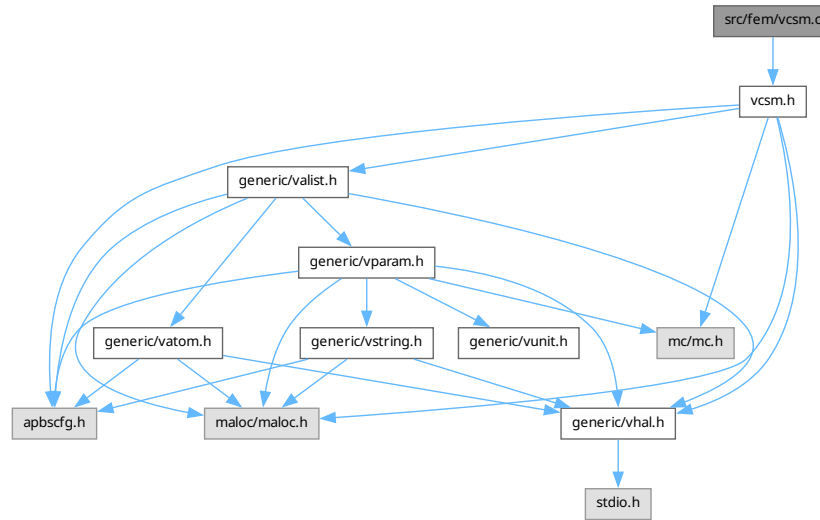 src/fem/vcsm.c
vcsm.h
generic/valist.h
generic/vparam.h
generic/vatom.h
generic/vstring.h
generic/vunit.h
mc/mc.h
apbscfg.h
maloc/maloc.h
generic/vhal.h
stdio.h